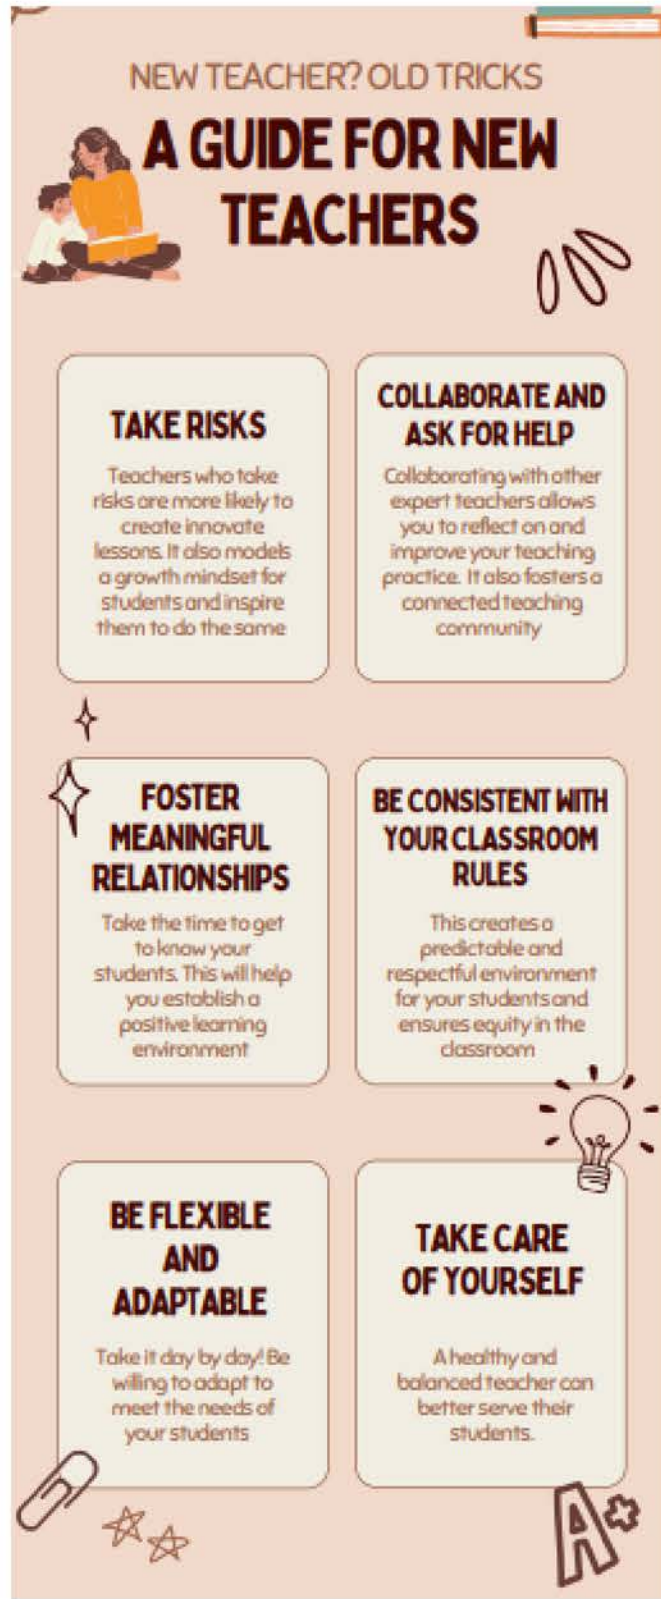 NEW TEACHER? OLD TRICKS
A GUIDE FOR NEW
TEACHERS
TAKE RISKS
Teachers who take
risks are more likely to
create innovate
lessons. It also models
a growth mindset for
students and inspire
them to do the same
COLLABORATE AND
ASK FOR HELP
Collaborating with other
expert teachers allows
you to reflect on and
improve your teaching
practice. It also fosters a
connected teaching
community
FOSTER
MEANINGFUL
RELATIONSHIPS
Take the time to get
to know your
students. This will help
you establish a
positive learning
environment
BE CONSISTENT WITH
YOUR CLASSROOM
RULES
This creates a
predictable and
respectful environment
for your students and
ensures equity in the
classroom
BE FLEXIBLE
AND
ADAPTABLE
Take it day by day! Be
willing to adapt to
meet the needs of
your students
TAKE CARE
OF YOURSELF
A healthy and
balanced teacher can
better serve their
students.
A+